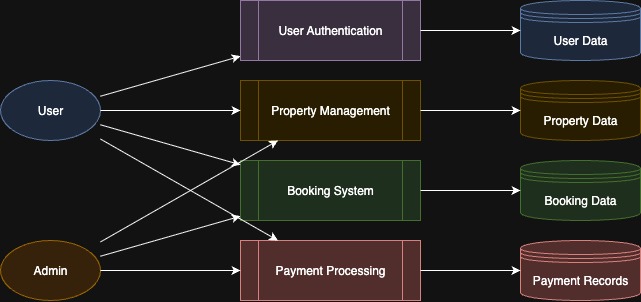 User Authentication
User Data
User
Property Management
Property Data
Booking System
Booking Data
Admin
Payment Processing
Payment Records